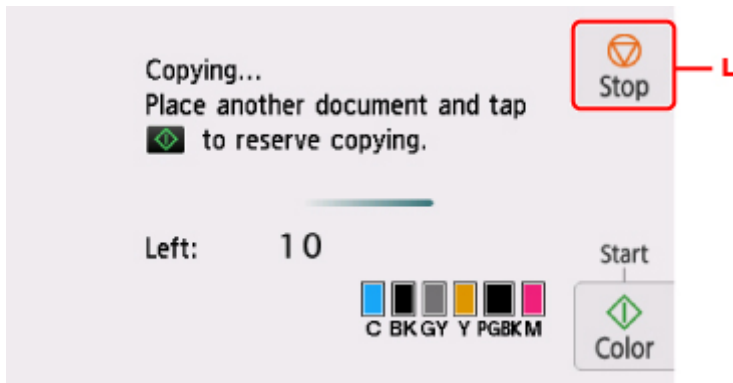 Copying...
Place another document and tap
to reserve copying.
Stop
L
Left: 10
Start
Color
C BK GY Y PGBK M